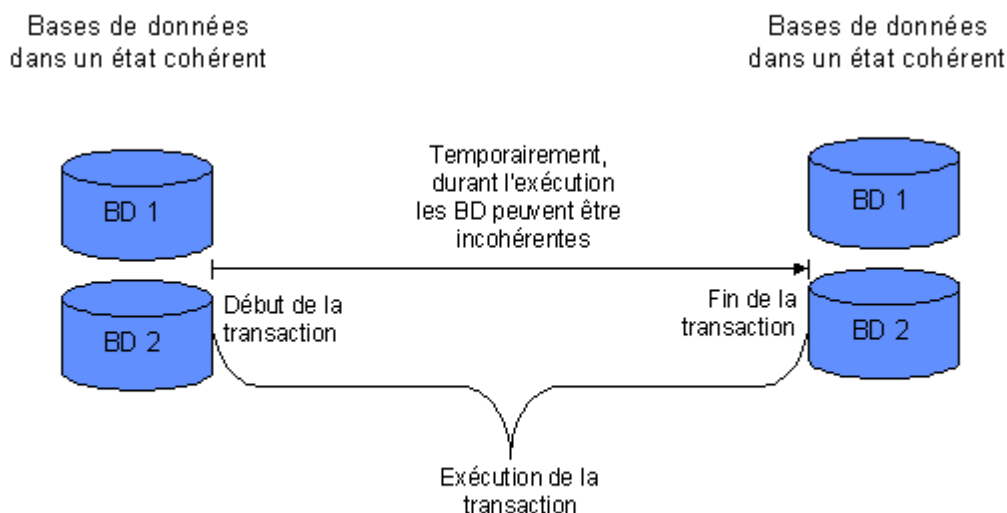 Bases de données
dans un état cohérent
Bases de données
dans un état cohérent
Temporairement,
durant l'exécution
les BD peuvent être
incohérentes
BD 1
BD 1
Début de la
transaction
Fin de la
transaction
BD 2
BD 2
Exécution de la
transaction